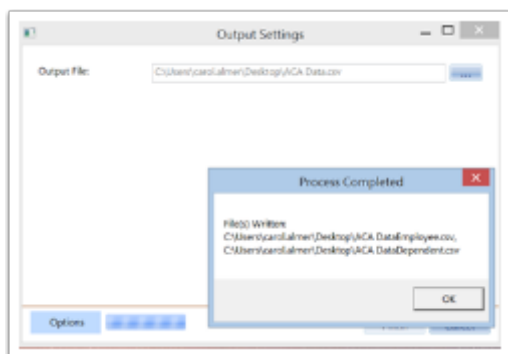 Output Settings
Output File:
C:\Users\carol.almer\Desktop\ACA Data.csv
...
Process Completed
File(s) Written:
C:\Users\carol.almer\Desktop\ACA DataEmployee.csv,
C:\Users\carol.almer\Desktop\ACA DataDependent.csv
OK
Options